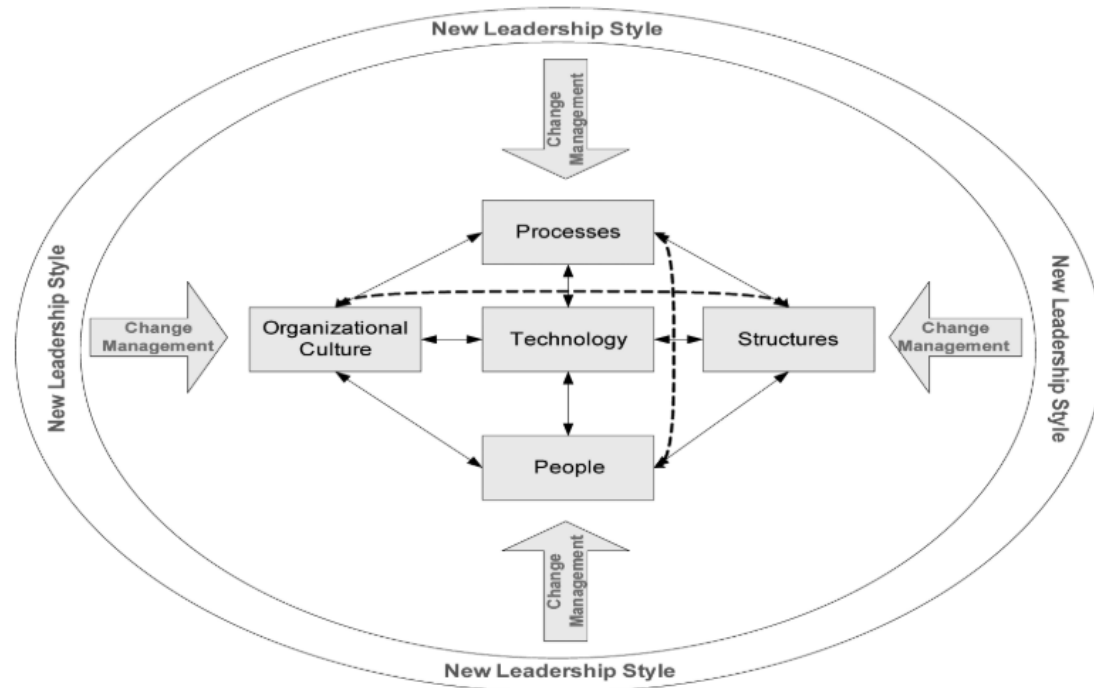 New Leadership Style
Change
Management
Processes
New Leadership Style
Change
Management
Organizational
Culture
Technology
Structures
Change
Management
New Leadership Style
People
Change
Management
New Leadership Style